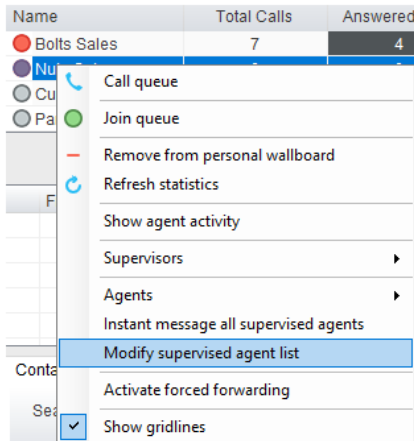 Name Total Calls Answered
Bolts Sales 7 4
Call queue
Join queue
Remove from personal wallboard
Refresh statistics
Show agent activity
Supervisors
Agents
Instant message all supervised agents
Modify supervised agent list
Activate forced forwarding
Show gridlines